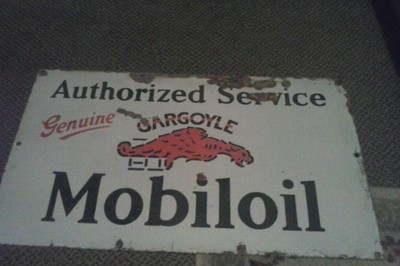 Authorized Service
Genuine GARGOYLE
Mobiloil